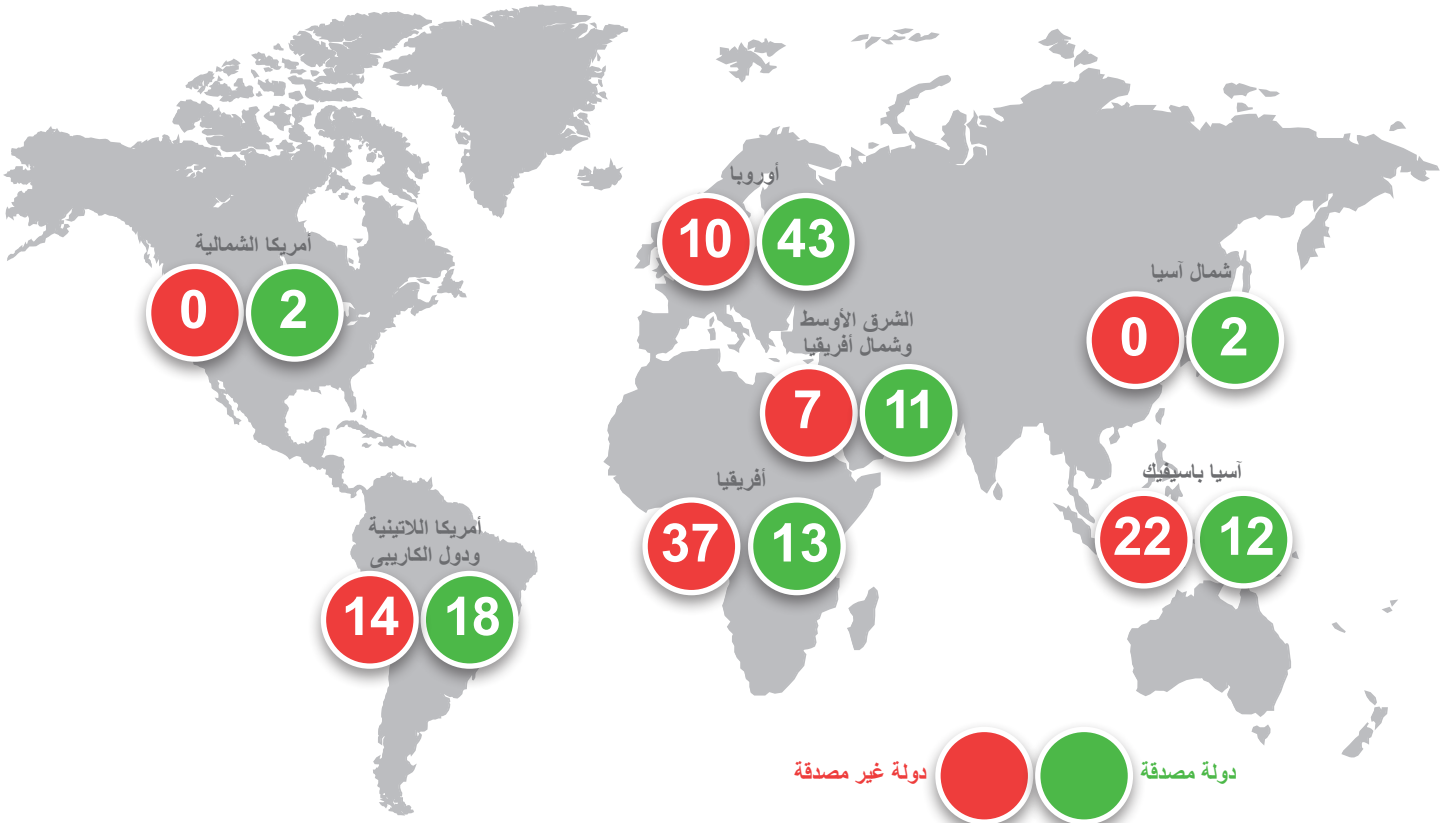 أوروبا
10 43
أمريكا الشمالية
0 2
شمال آسيا
0 2
الشرق الأوسط
وشمال أفريقيا
7 11
أفريقيا
37 13
آسيا باسيفيك
22 12
أمريكا اللاتينية
ودول الكاريبى
14 18
دولة مصدقة
دولة غير مصدقة